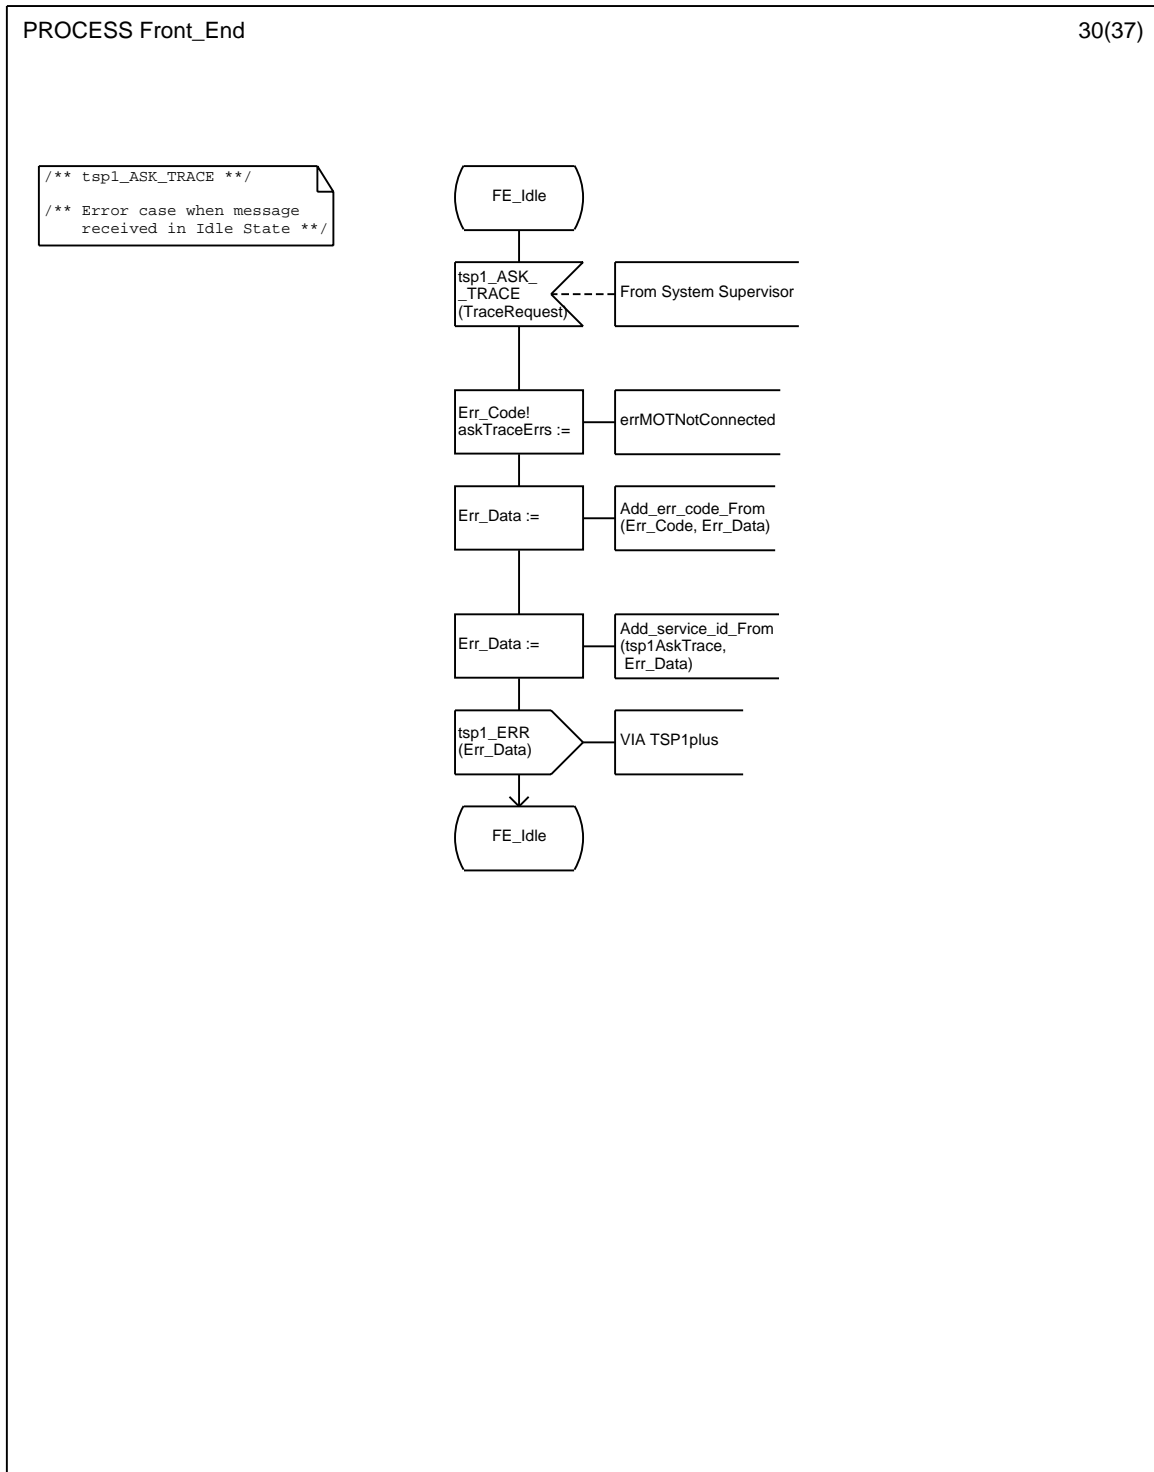 PROCESS Front_End
30(37)
/** tsp1_ASK_TRACE **/
/** Error case when message
received in Idle State **/
FE_Idle
tsp1_ASK_
_TRACE
(TraceRequest)
From System Supervisor
Err_Code!
askTraceErrs :=
errMOTNotConnected
Err_Data :=
Add_err_code_From
(Err_Code, Err_Data)
Err_Data :=
Add_service_id_From
(tsp1AskTrace,
Err_Data)
tsp1_ERR
(Err_Data)
VIA TSP1plus
FE_Idle